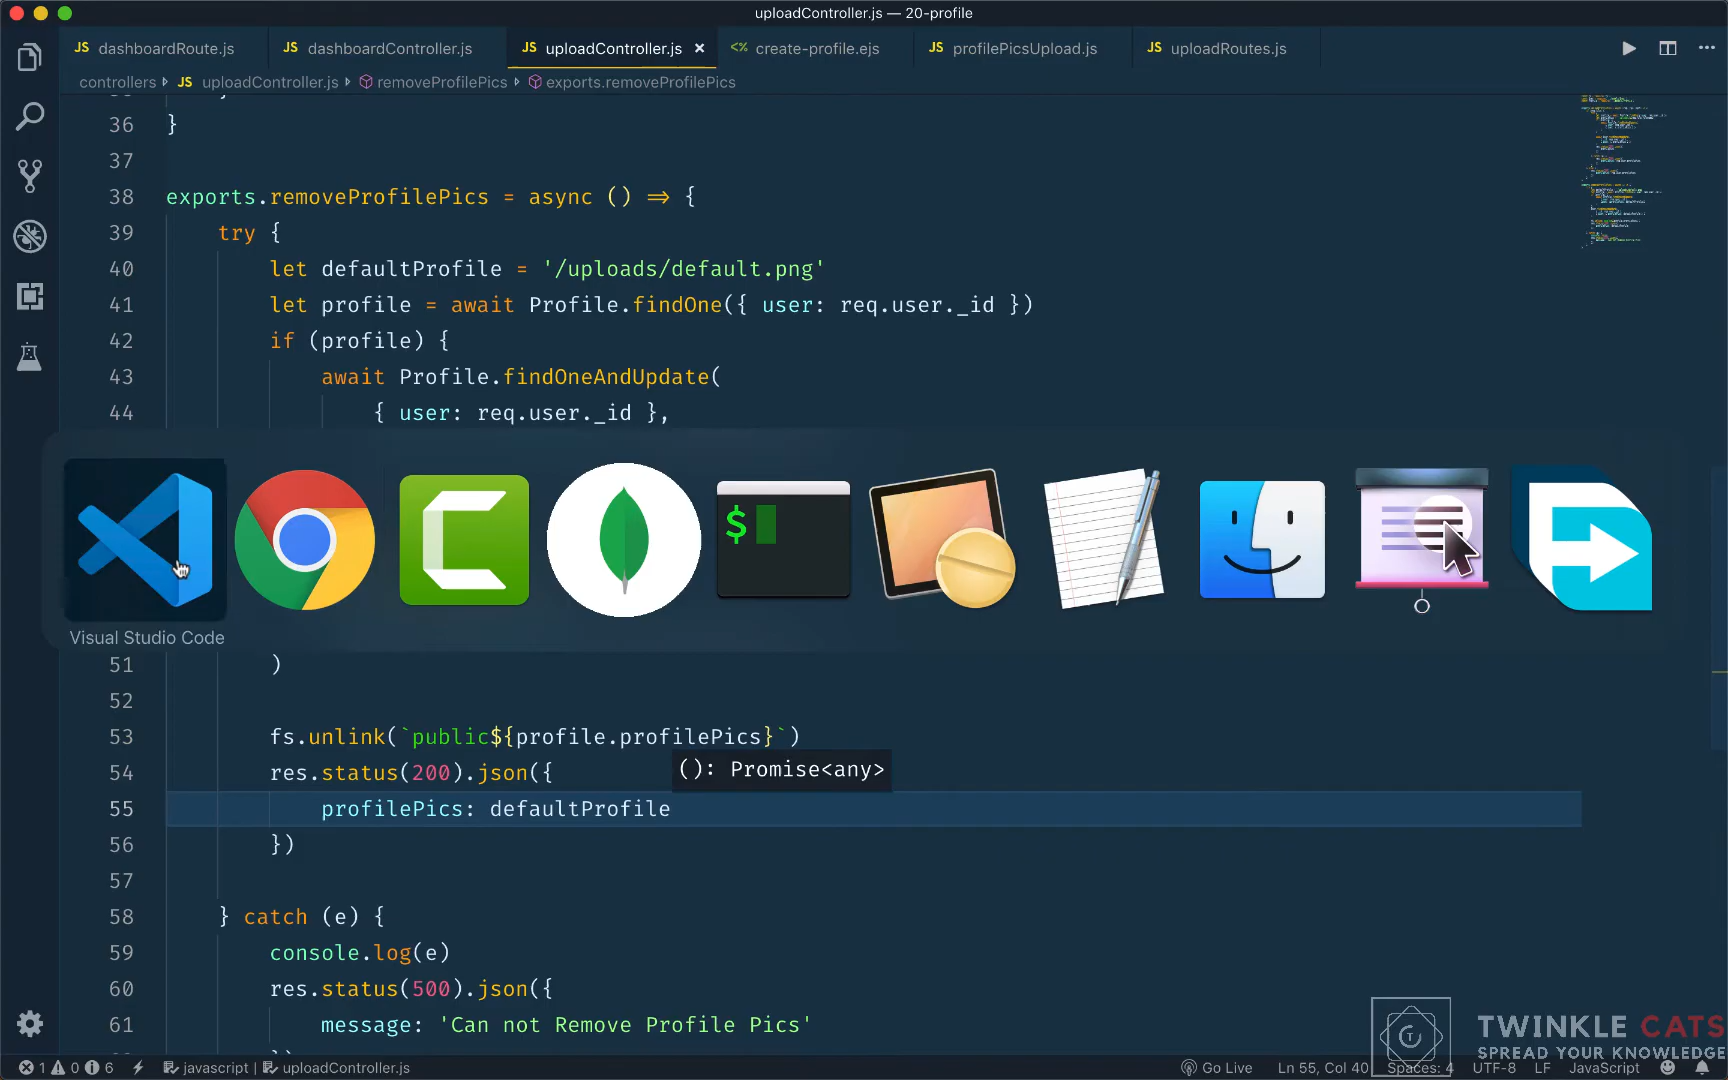 uploadController.js — 20-profile
JS dashboardRoute.js JS dashboardController.js JS uploadController.js × <% create-profile.ejs JS profilePicsUpload.js JS uploadRoutes.js
controllers JS uploadController.js removeProfilePics exports.removeProfilePics
36 }
37
38 exports.removeProfilePics = async () => {
39 try {
40 let defaultProfile = '/uploads/default.png'
41 let profile = await Profile.findOne({ user: req.user._id })
42 if (profile) {
43 await Profile.findOneAndUpdate(
44 { user: req.user._id },
$
Visual Studio Code
51 )
52
53 fs.unlink(`public${profile.profilePics}`)
54 res.status(200).json({
(): Promise<any>
55 profilePics: defaultProfile
56 })
57
58 } catch (e) {
59 console.log(e)
60 res.status(500).json({
61 message: 'Can not Remove Profile Pics'
TWINKLE CATS
SPREAD YOUR KNOWLEDGE
1 0 6 javascript | uploadController.js Go Live Ln 55, Col 40 Spaces: 4 UTF-8 LF JavaScript